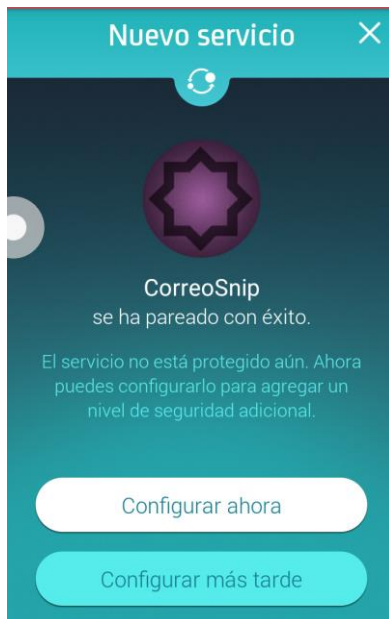 Nuevo servicio
CorreoSnip
se ha pareado con éxito.
El servicio no está protegido aún. Ahora
puedes configurarlo para agregar un
nivel de seguridad adicional.
Configurar ahora
Configurar más tarde